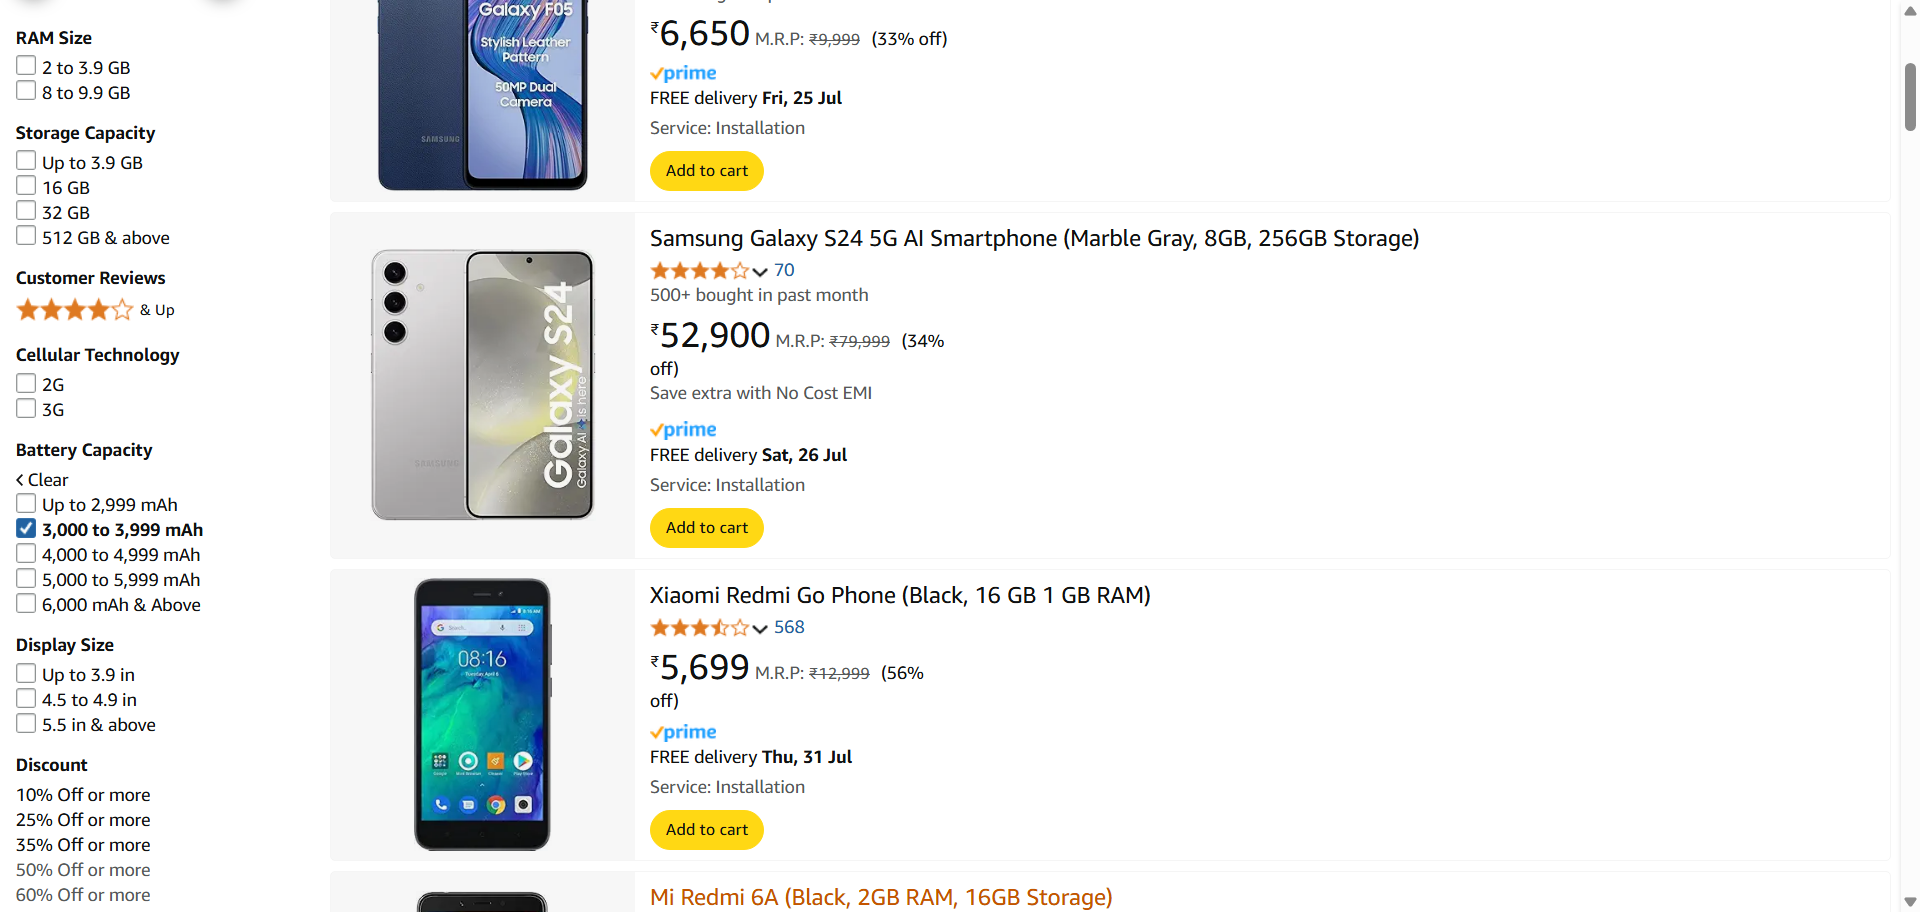 RAM Size
2 to 3.9 GB
8 to 9.9 GB
Storage Capacity
Up to 3.9 GB
16 GB
32 GB
512 GB & above
Customer Reviews
& Up
Cellular Technology
2G
3G
Battery Capacity
Clear
Up to 2,999 mAh
3,000 to 3,999 mAh
4,000 to 4,999 mAh
5,000 to 5,999 mAh
6,000 mAh & Above
Display Size
Up to 3.9 in
4.5 to 4.9 in
5.5 in & above
Discount
10% Off or more
25% Off or more
35% Off or more
50% Off or more
60% Off or more
Galaxy F05
Stylish Leather
Pattern
50MP Dual
Camera
SAMSUNG
₹6,650 M.R.P: ₹9,999 (33% off)
prime
FREE delivery Fri, 25 Jul
Service: Installation
Add to cart
Galaxy S24
Galaxy AI is here
SAMSUNG
Samsung Galaxy S24 5G AI Smartphone (Marble Gray, 8GB, 256GB Storage)
70
500+ bought in past month
₹52,900 M.R.P: ₹79,999 (34%
off)
Save extra with No Cost EMI
prime
FREE delivery Sat, 26 Jul
Service: Installation
Add to cart
08:16
Xiaomi Redmi Go Phone (Black, 16 GB 1 GB RAM)
568
₹5,699 M.R.P: ₹12,999 (56%
off)
prime
FREE delivery Thu, 31 Jul
Service: Installation
Add to cart
Mi Redmi 6A (Black, 2GB RAM, 16GB Storage)